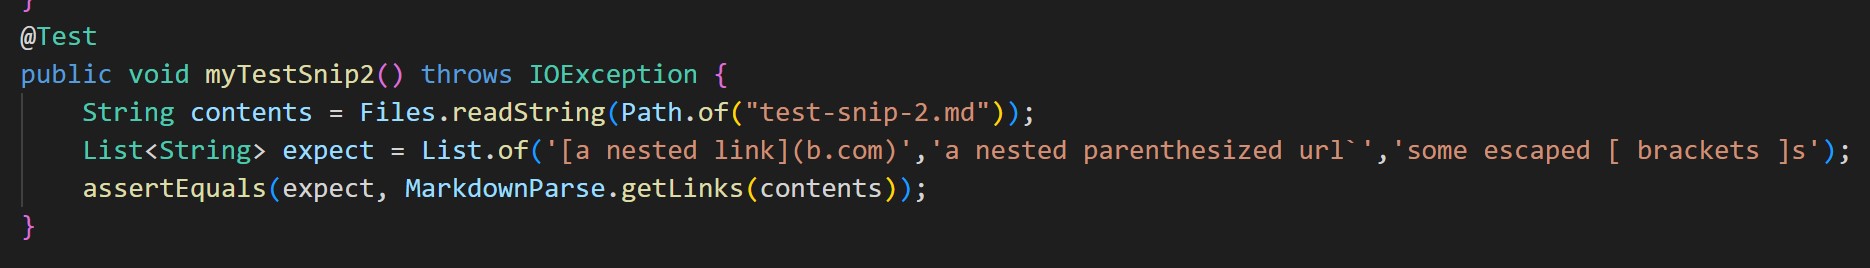 }
@Test
public void myTestSnip2() throws IOException {
    String contents = Files.readString(Path.of("test-snip-2.md"));
    List<String> expect = List.of('[a nested link](b.com)','a nested parenthesized url`','some escaped [ brackets ]s');
    assertEquals(expect, MarkdownParse.getLinks(contents));
}